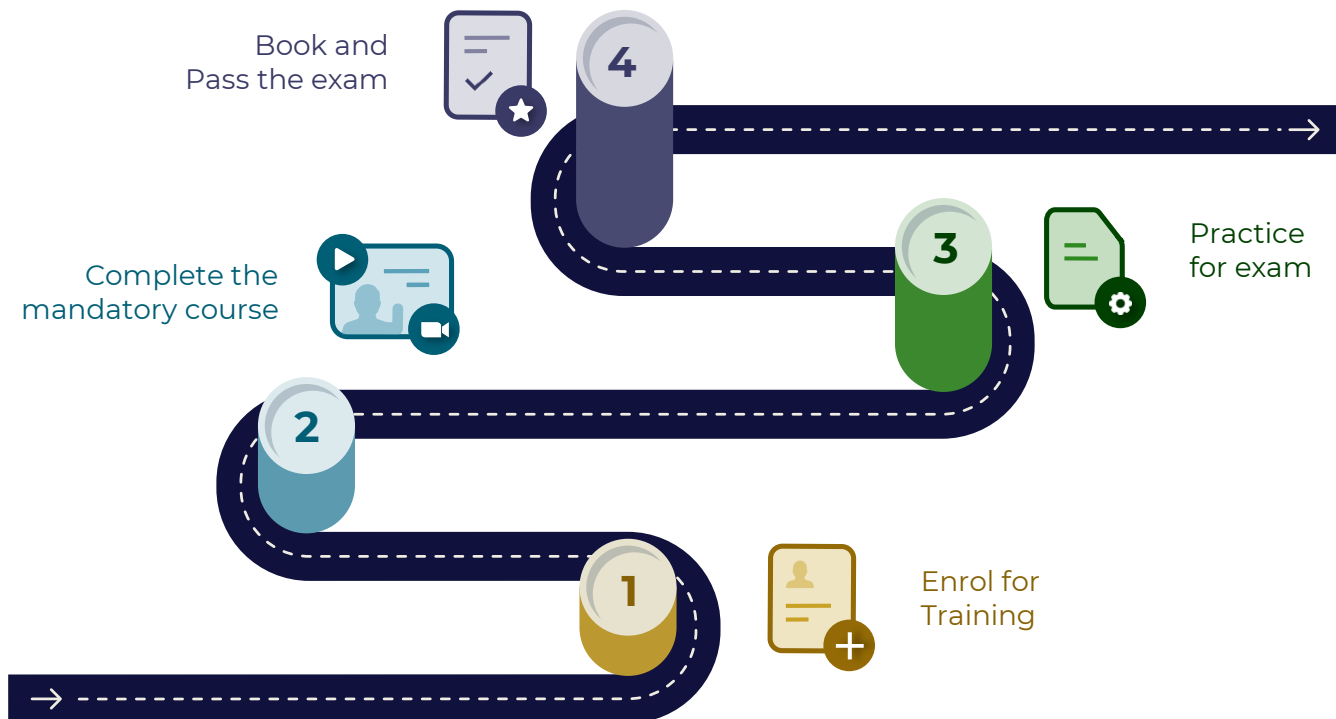 Book and
Pass the exam
4
3
Practice
for exam
Complete the
mandatory course
2
1
Enrol for
Training